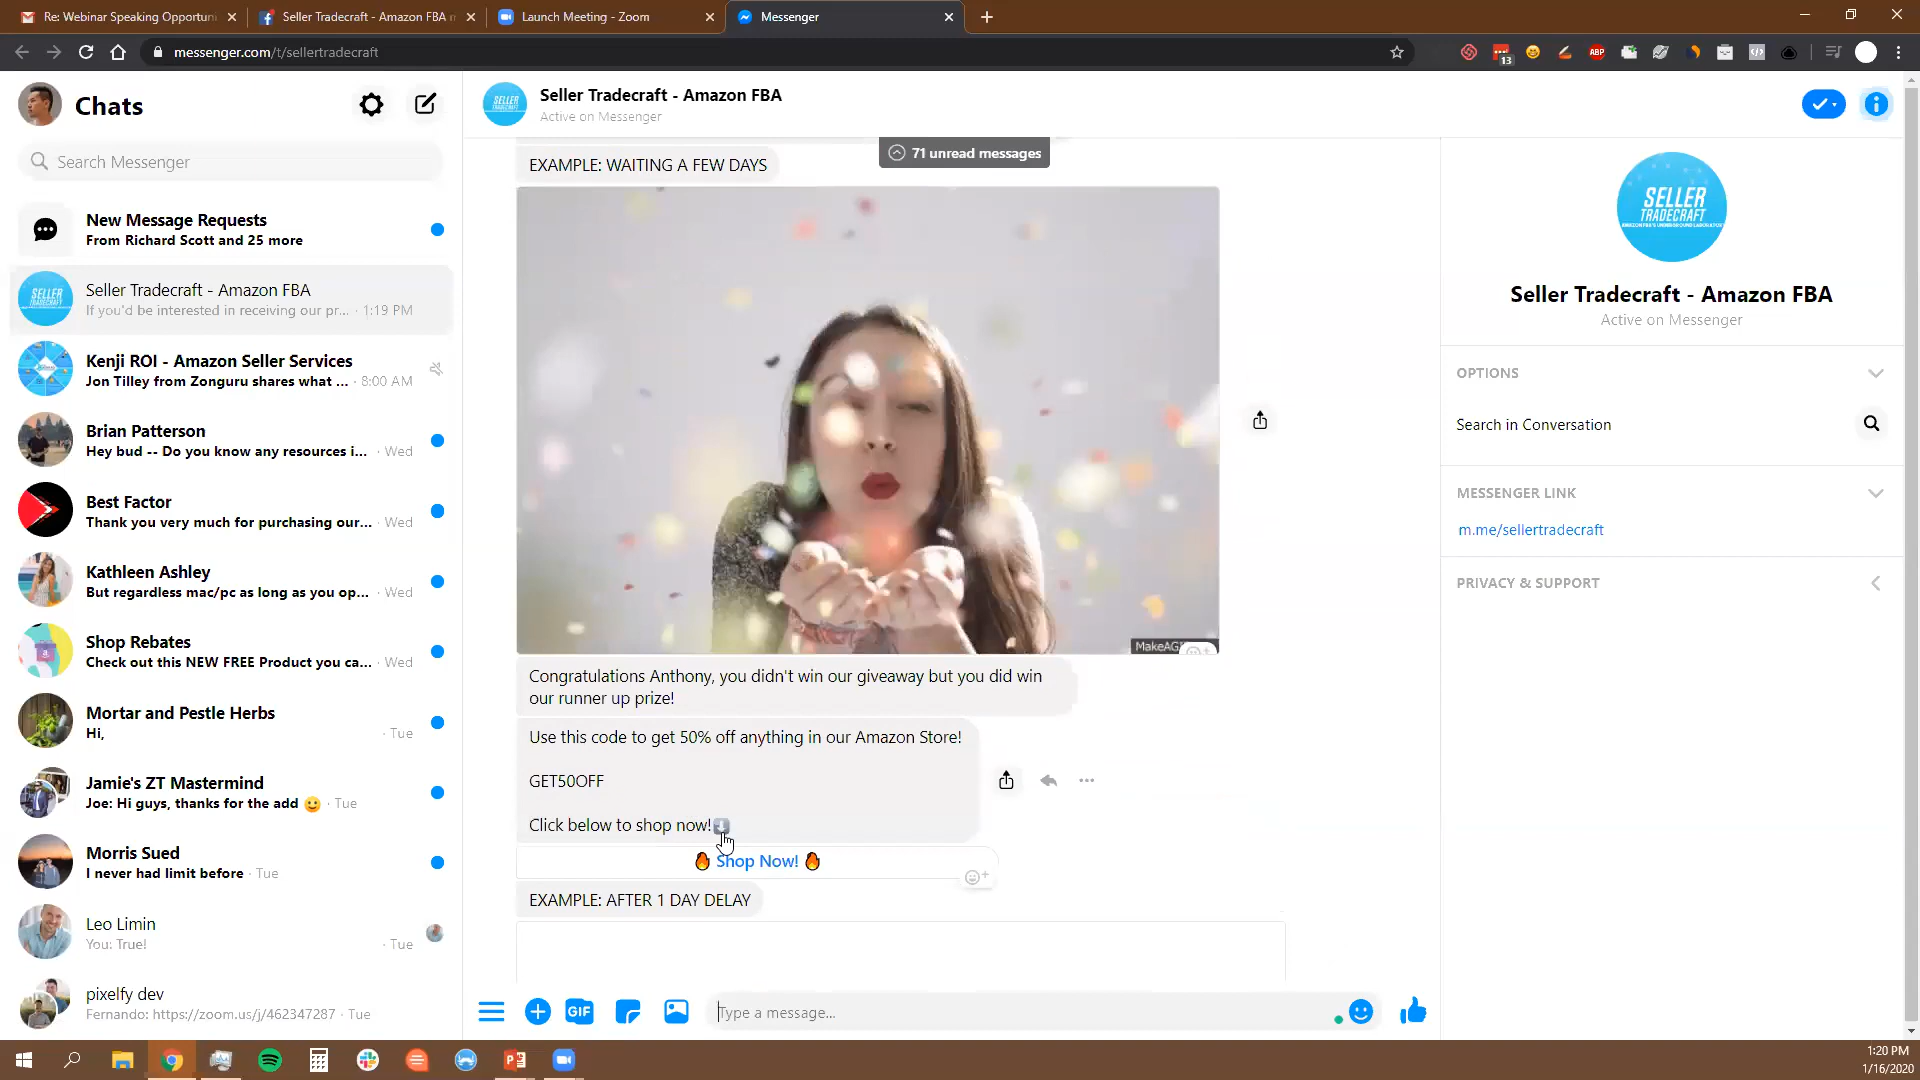 Re: Webinar Speaking Opportuni
Seller Tradecraft - Amazon FBA m
Launch Meeting - Zoom
Messenger
messenger.com/t/sellertradecraft
ABP
13
Chats
Search Messenger
New Message Requests
From Richard Scott and 25 more
SELLER
Seller Tradecraft - Amazon FBA
If you'd be interested in receiving our pr... · 1:19 PM
Kenji ROI - Amazon Seller Services
Jon Tilley from Zonguru shares what ... · 8:00 AM
Brian Patterson
Hey bud -- Do you know any resources i... · Wed
Best Factor
Thank you very much for purchasing our... · Wed
Kathleen Ashley
But regardless mac/pc as long as you op... · Wed
Shop Rebates
Check out this NEW FREE Product you ca... · Wed
Mortar and Pestle Herbs
Hi, · Tue
Jamie's ZT Mastermind
Joe: Hi guys, thanks for the add 🙂 · Tue
Morris Sued
I never had limit before · Tue
Leo Limin
You: True! · Tue
pixelfy dev
Fernando: https://zoom.us/j/462347287 · Tue
SELLER
TRADECRAFT
Seller Tradecraft - Amazon FBA
Active on Messenger
71 unread messages
EXAMPLE: WAITING A FEW DAYS
Congratulations Anthony, you didn't win our giveaway but you did win
our runner up prize!
Use this code to get 50% off anything in our Amazon Store!
GET50OFF
Click below to shop now!⬇️
🔥 Shop Now! 🔥
EXAMPLE: AFTER 1 DAY DELAY
GIF
Type a message...
SELLER
TRADECRAFT
Seller Tradecraft - Amazon FBA
Active on Messenger
OPTIONS
Search in Conversation
MESSENGER LINK
m.me/sellertradecraft
PRIVACY & SUPPORT
1:20 PM
1/16/2020